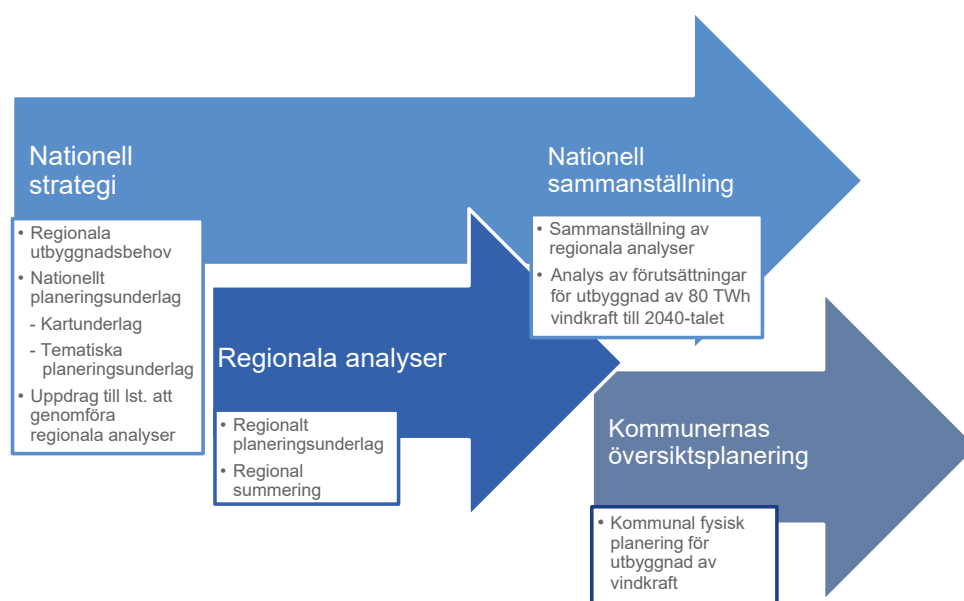 Nationell
strategi
• Regionala
utbyggnadsbehov
• Nationellt
planeringsunderlag
- Kartunderlag
- Tematiska
planeringsunderlag
• Uppdrag till lst. att
genomföra
regionala analyser
Regionala analyser
• Regionalt
planeringsunderlag
• Regional
summering
Nationell
sammanställning
• Sammanställning av
regionala analyser
• Analys av förutsättningar
för utbyggnad av 80 TWh
vindkraft till 2040-talet
Kommunernas
översiktsplanering
• Kommunal fysisk
planering för
utbyggnad av
vindkraft